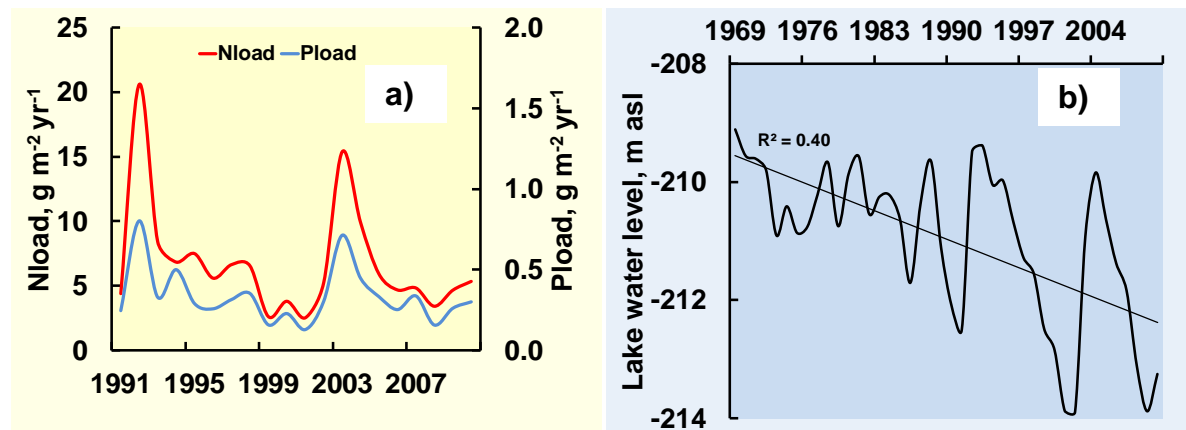 25
20
15
10
5
0
Nload, g m⁻² yr⁻¹
Nload Pload
a)
2.0
1.5
1.0
0.5
0.0
Pload, g m⁻² yr⁻¹
1991 1995 1999 2003 2007
1969 1976 1983 1990 1997 2004
-208
-210
-212
-214
Lake water level, m asl
R² = 0.40
b)